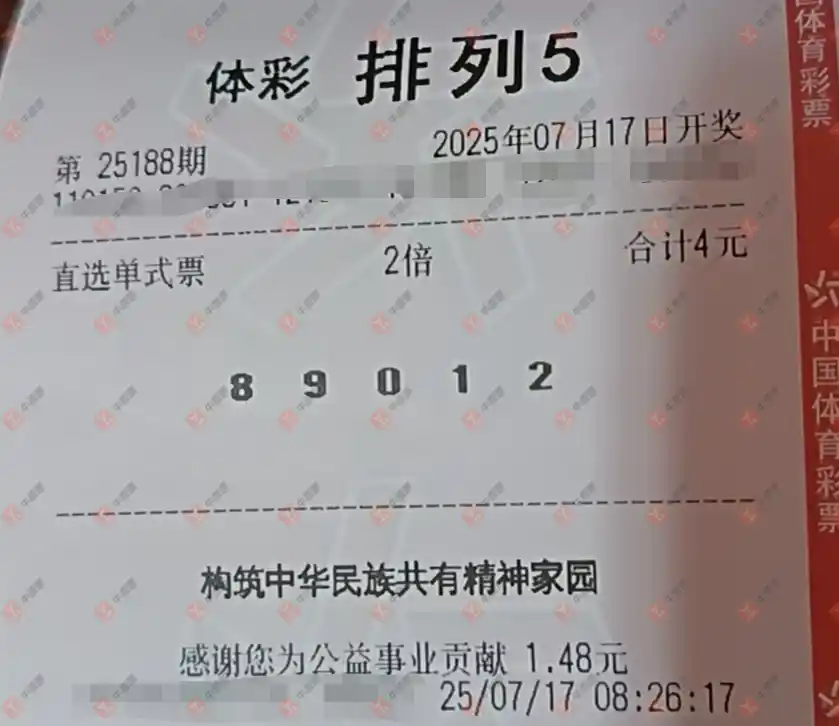 体彩 排列5
第 25188期 2025年07月17日开奖
直选单式票 2倍 合计4元
8 9 0 1 2
构筑中华民族共有精神家园
感谢您为公益事业贡献 1.48元
25/07/17 08:26:17
国体育彩票
中国体育彩票